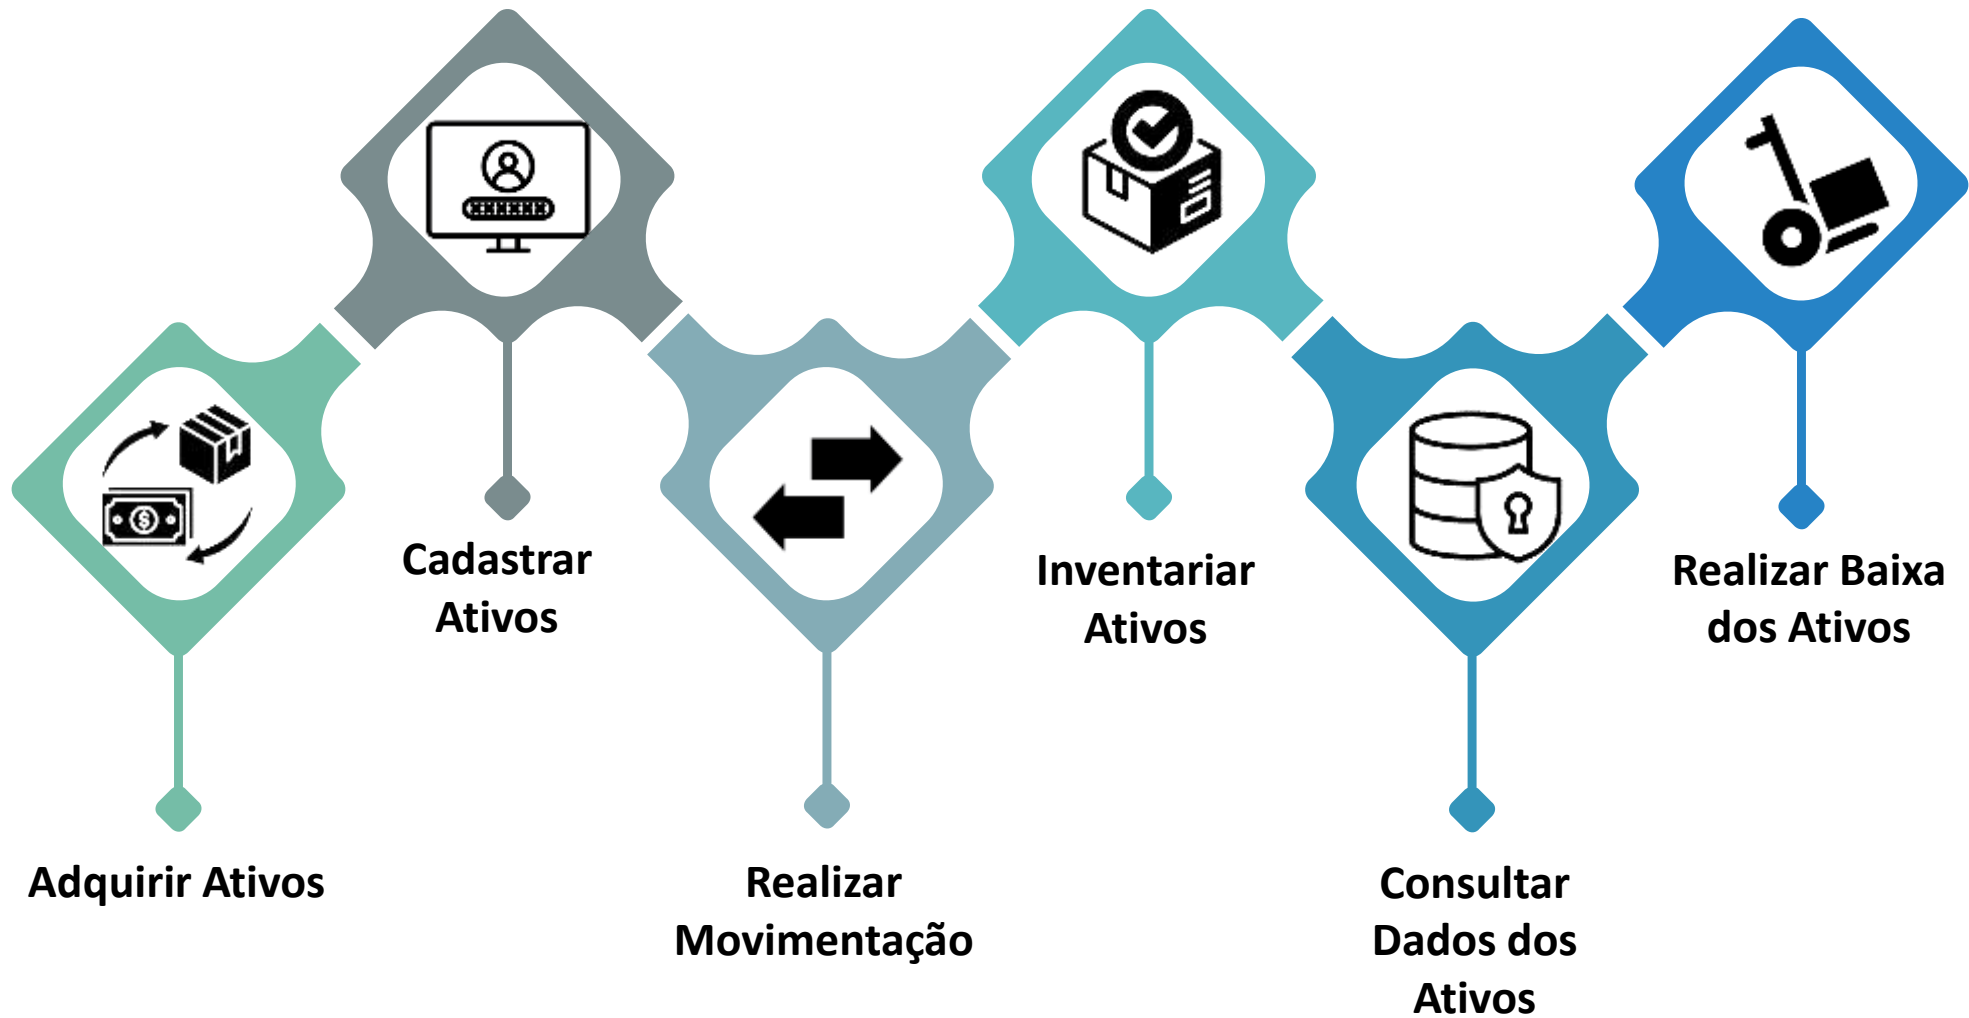 Adquirir Ativos
Cadastrar
Ativos
Realizar
Movimentação
Inventariar
Ativos
Consultar
Dados dos
Ativos
Realizar Baixa
dos Ativos